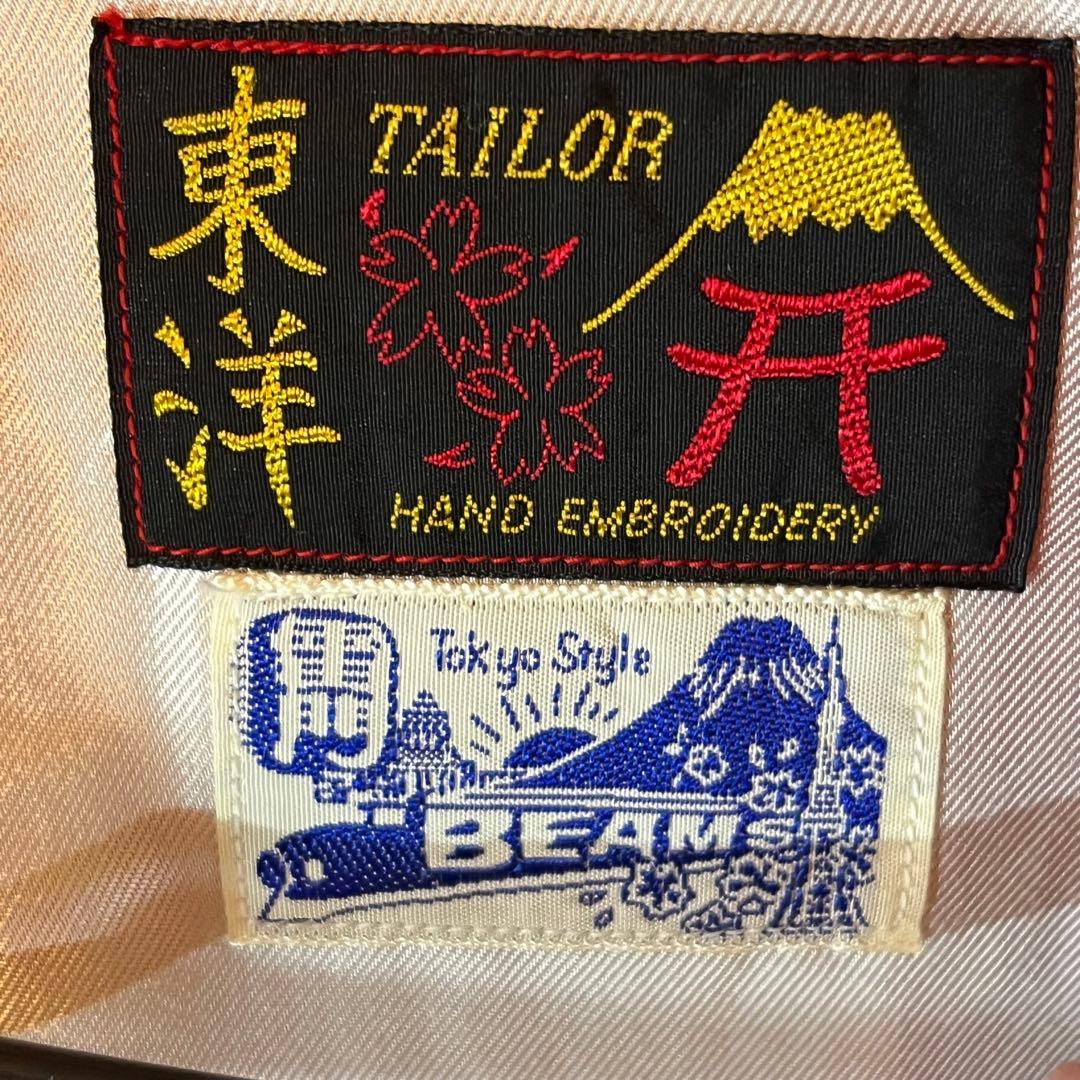 東洋
TAILOR
HAND EMBROIDERY
Tokyo Style
BEAMS